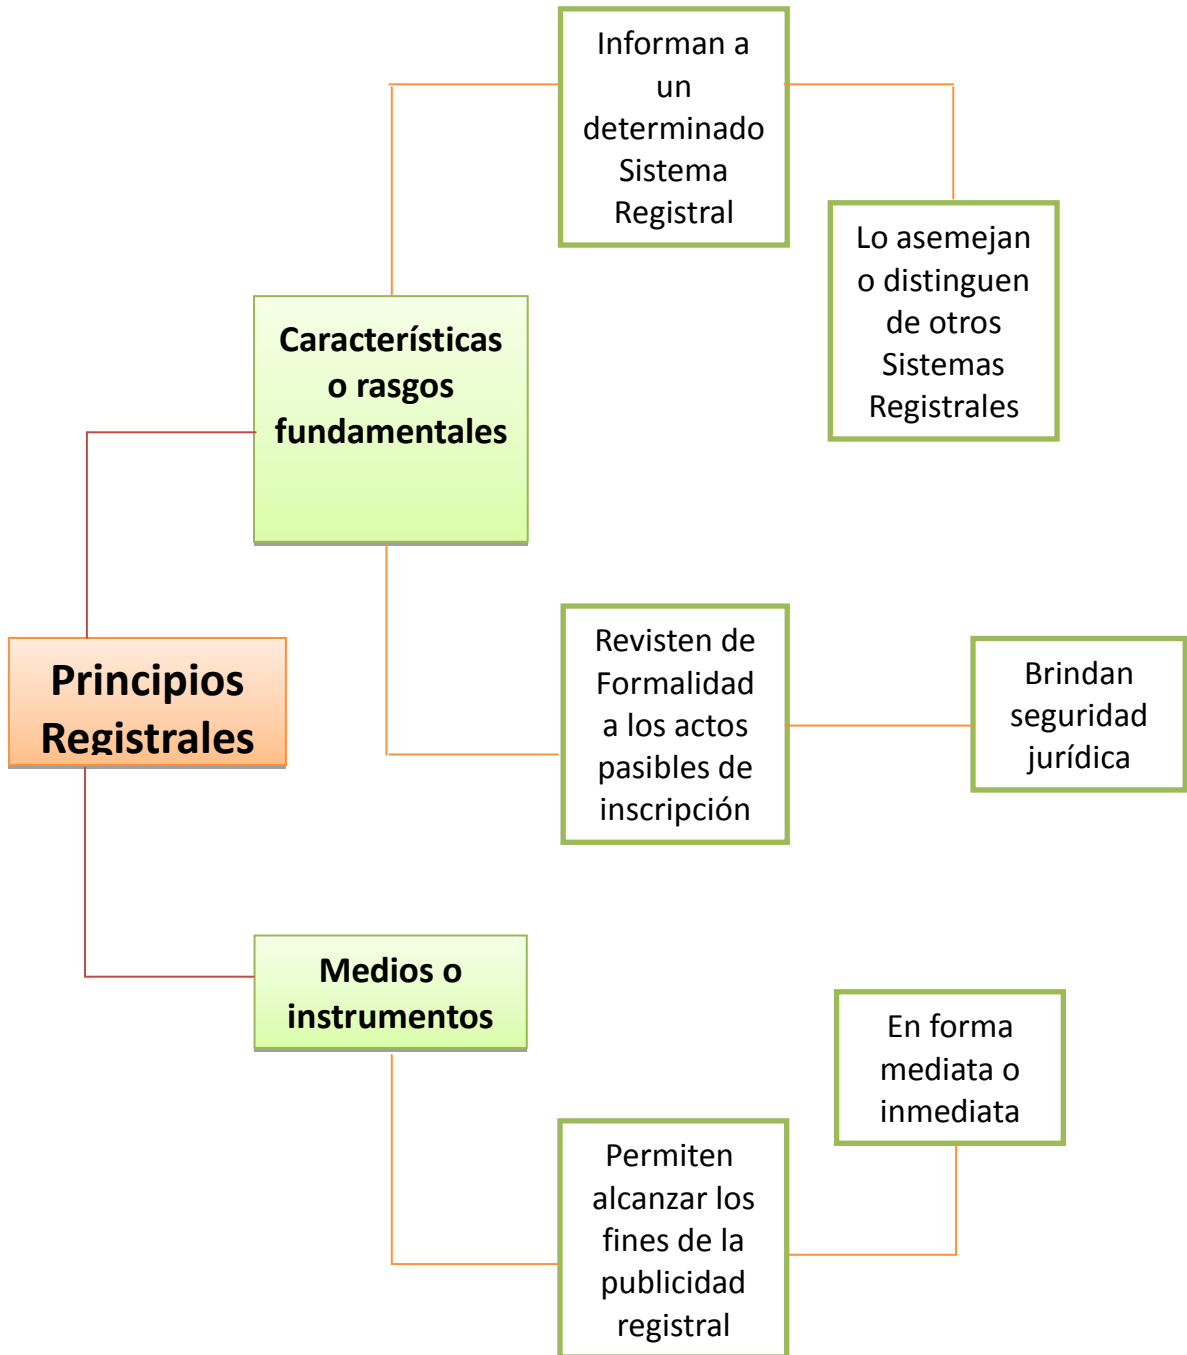 Informan a
un
determinado
Sistema
Registral
Lo asemejan
o distinguen
de otros
Sistemas
Registrales
Características
o rasgos
fundamentales
Revisten de
Formalidad
a los actos
pasibles de
inscripción
Brindan
seguridad
jurídica
Principios
Registrales
Medios o
instrumentos
En forma
mediata o
inmediata
Permiten
alcanzar los
fines de la
publicidad
registral